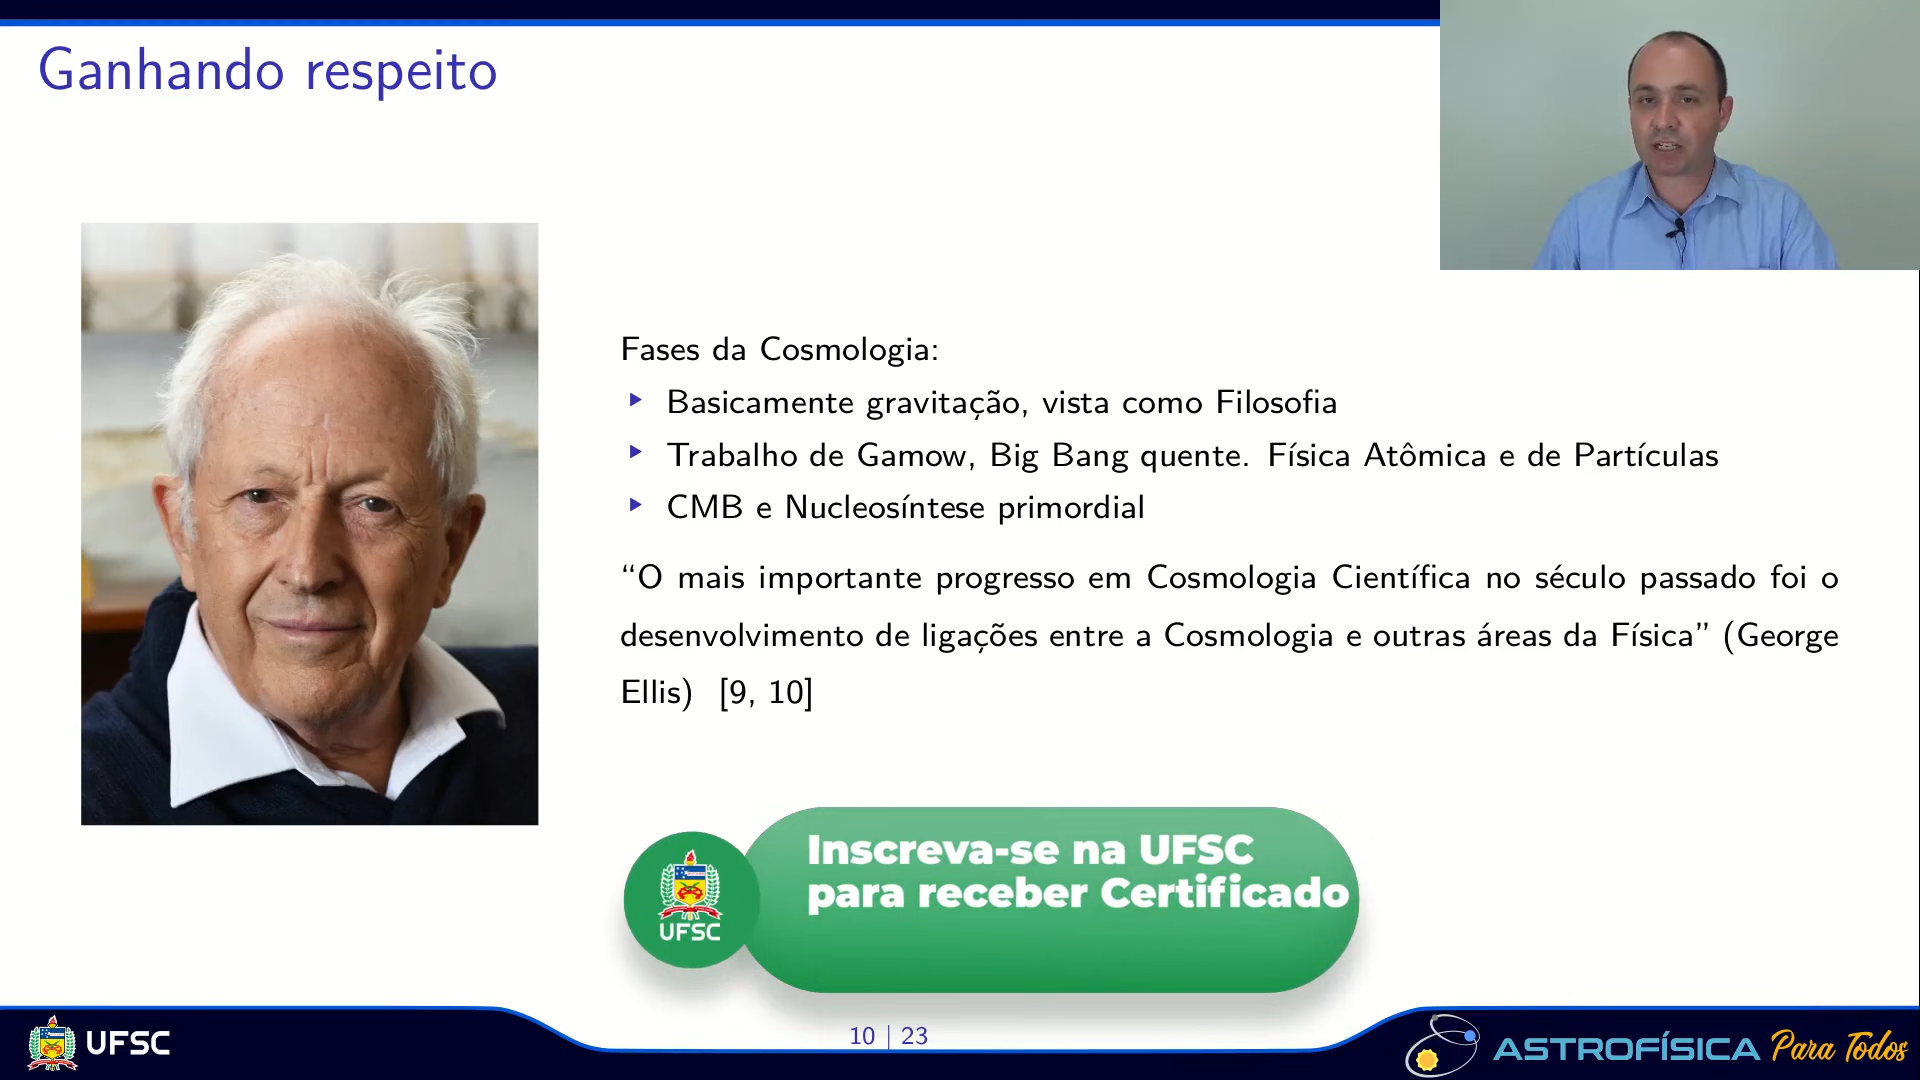 Ganhando respeito
Fases da Cosmologia:
Basicamente gravitação, vista como Filosofia
Trabalho de Gamow, Big Bang quente. Física Atômica e de Partículas
CMB e Nucleosíntese primordial
“O mais importante progresso em Cosmologia Científica no século passado foi o
desenvolvimento de ligações entre a Cosmologia e outras áreas da Física” (George
Ellis) [9, 10]
Inscreva-se na UFSC
para receber Certificado
UFSC
UFSC
10 | 23
ASTROFÍSICA Para Todos